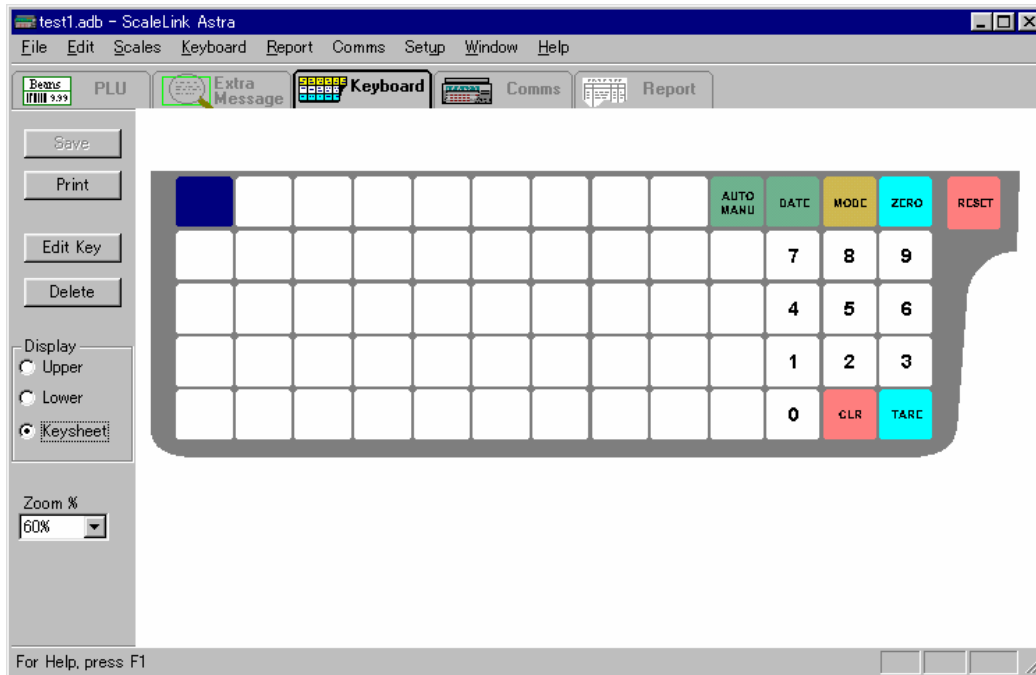 test1.adb - ScaleLink Astra
File Edit Scales Keyboard Report Comms Setup Window Help
Beans 9.99 PLU Extra Message Keyboard Comms Report
Save
Print
Edit Key
Delete
Display
Upper
Lower
Keysheet
Zoom %
60%
AUTO MANU DATE MODE ZERO RESET
7 8 9
4 5 6
1 2 3
0 CLR TARE
For Help, press F1